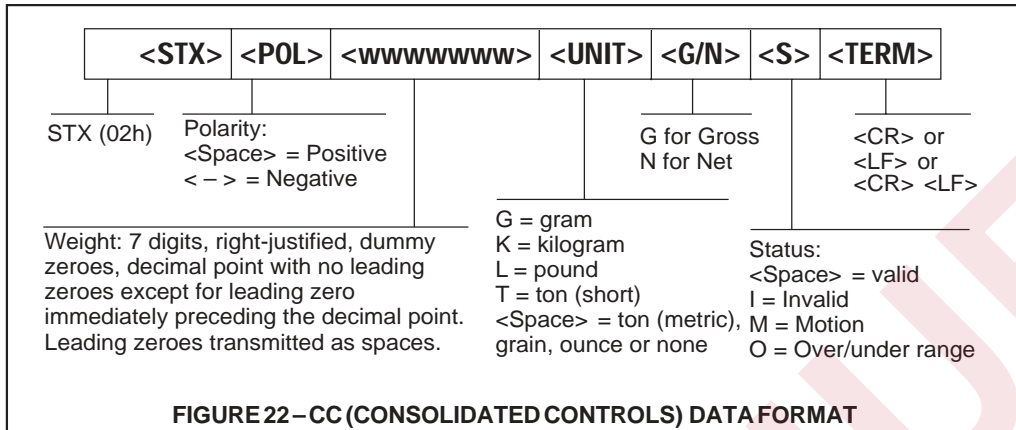 <STX> <POL> <wwwwwww> <UNIT> <G/N> <S> <TERM>
STX (02h)
Polarity:
<Space> = Positive
< – > = Negative
G for Gross
N for Net
<CR> or
<LF> or
<CR> <LF>
Weight: 7 digits, right-justified, dummy
zeroes, decimal point with no leading
zeroes except for leading zero
immediately preceding the decimal point.
Leading zeroes transmitted as spaces.
G = gram
K = kilogram
L = pound
T = ton (short)
<Space> = ton (metric),
grain, ounce or none
Status:
<Space> = valid
I = Invalid
M = Motion
O = Over/under range
FIGURE 22 – CC (CONSOLIDATED CONTROLS) DATA FORMAT